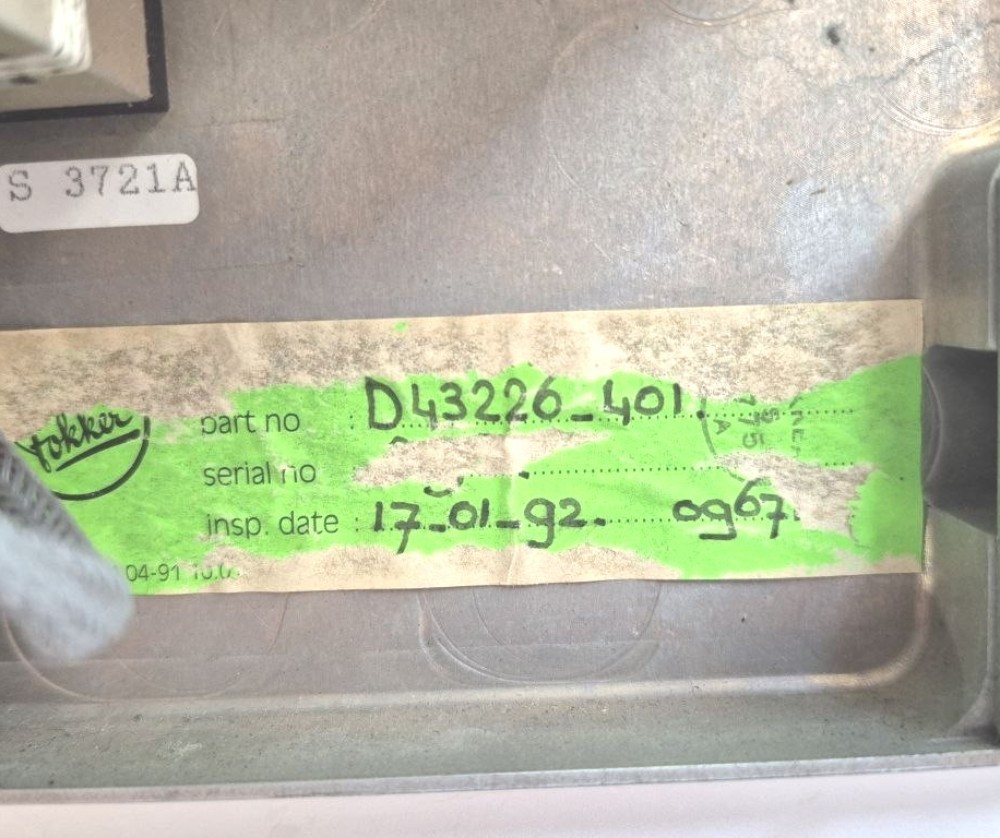 S 3721A
fokker
part no : D43226-401.
serial no
insp. date : 17-01-92. 0967
04-91